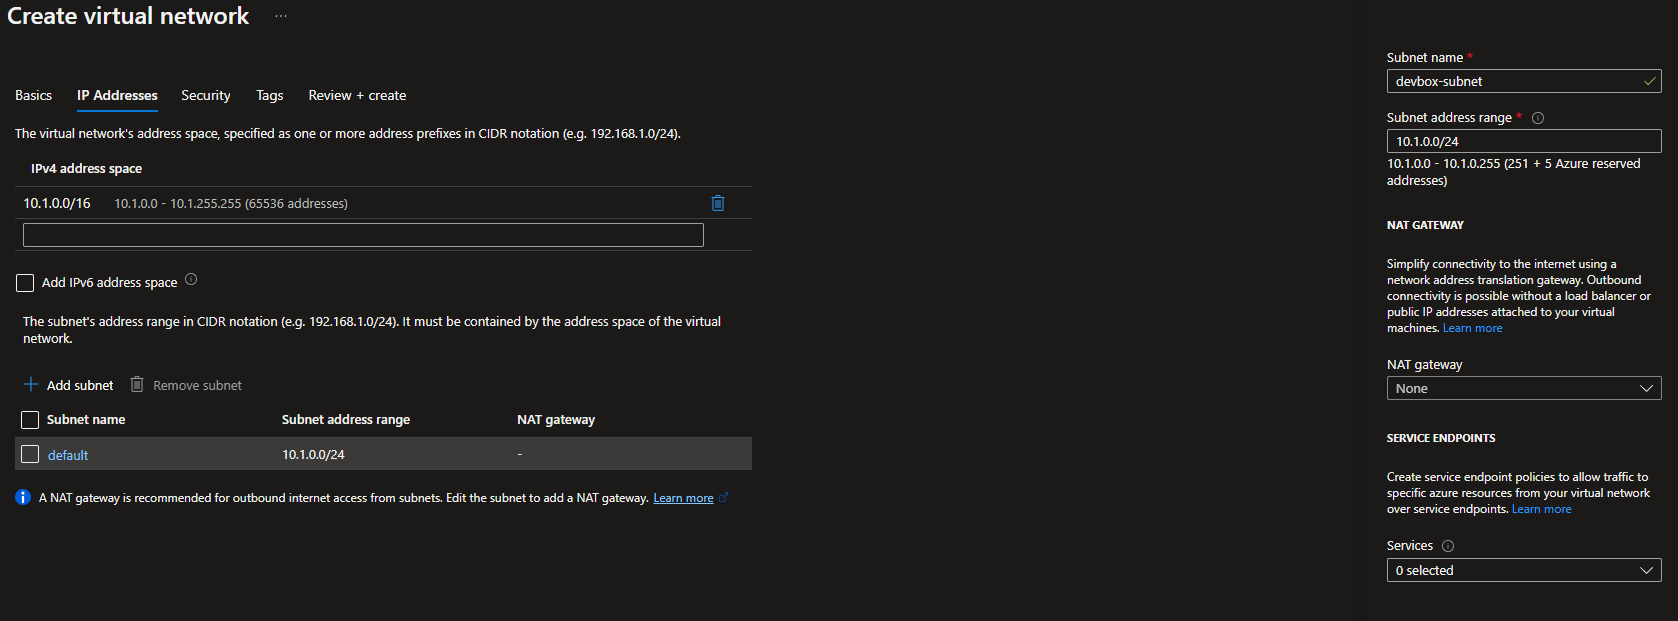 Create virtual network ...
Basics IP Addresses Security Tags Review + create
The virtual network's address space, specified as one or more address prefixes in CIDR notation (e.g. 192.168.1.0/24).
IPv4 address space
10.1.0.0/16 10.1.0.0 - 10.1.255.255 (65536 addresses)
Add IPv6 address space
The subnet's address range in CIDR notation (e.g. 192.168.1.0/24). It must be contained by the address space of the virtual
network.
Add subnet Remove subnet
Subnet name Subnet address range NAT gateway
default 10.1.0.0/24 -
A NAT gateway is recommended for outbound internet access from subnets. Edit the subnet to add a NAT gateway. Learn more
Subnet name *
devbox-subnet
Subnet address range *
10.1.0.0/24
10.1.0.0 - 10.1.0.255 (251 + 5 Azure reserved
addresses)
NAT GATEWAY
Simplify connectivity to the internet using a
network address translation gateway. Outbound
connectivity is possible without a load balancer or
public IP addresses attached to your virtual
machines. Learn more
NAT gateway
None
SERVICE ENDPOINTS
Create service endpoint policies to allow traffic to
specific azure resources from your virtual network
over service endpoints. Learn more
Services
0 selected